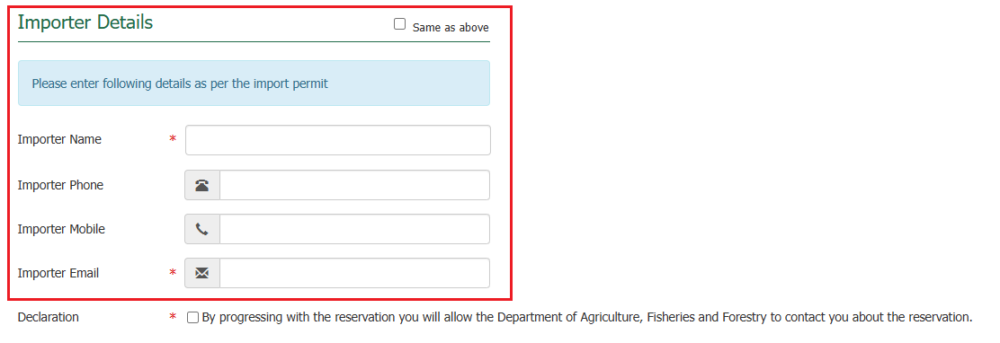 Importer Details
Same as above
Please enter following details as per the import permit
Importer Name *
Importer Phone
Importer Mobile
Importer Email *
Declaration * By progressing with the reservation you will allow the Department of Agriculture, Fisheries and Forestry to contact you about the reservation.